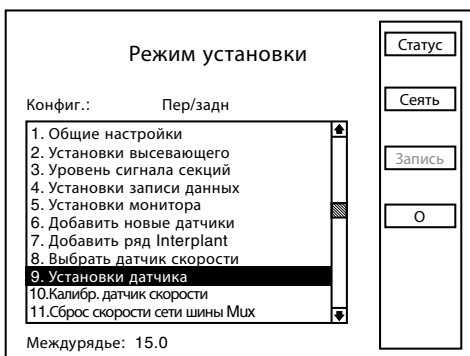 Режим установки
Конфиг.: Пер/задн
1. Общие настройки
2. Установки высевающего
3. Уровень сигнала секций
4. Установки записи данных
5. Установки монитора
6. Добавить новые датчики
7. Добавить ряд Interplant
8. Выбрать датчик скорости
9. Установки датчика
10.Калибр. датчик скорости
11.Сброс скорости сети шины Mux
Междурядье: 15.0
Статус
Сеять
Запись
О